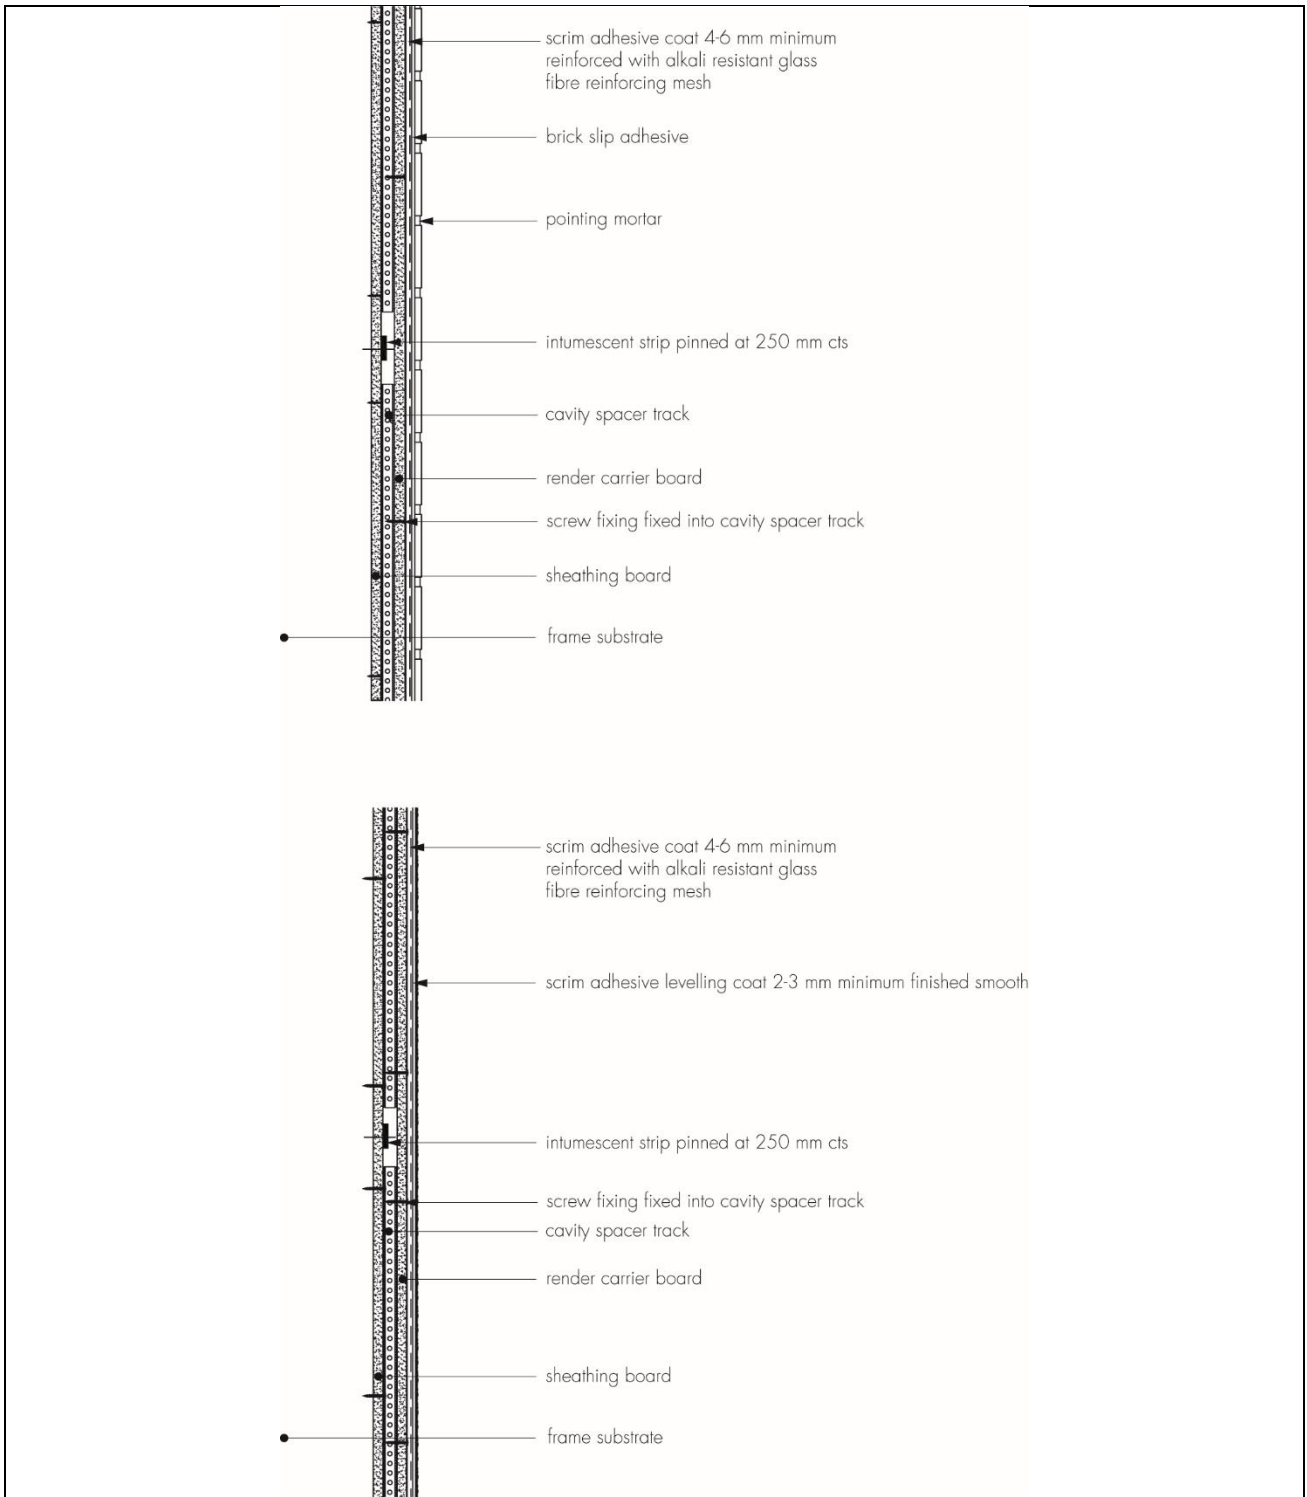 scrim adhesive coat 4-6 mm minimum
reinforced with alkali resistant glass
fibre reinforcing mesh
brick slip adhesive
pointing mortar
intumescent strip pinned at 250 mm cts
cavity spacer track
render carrier board
screw fixing fixed into cavity spacer track
sheathing board
frame substrate
scrim adhesive coat 4-6 mm minimum
reinforced with alkali resistant glass
fibre reinforcing mesh
scrim adhesive levelling coat 2-3 mm minimum finished smooth
intumescent strip pinned at 250 mm cts
screw fixing fixed into cavity spacer track
cavity spacer track
render carrier board
sheathing board
frame substrate